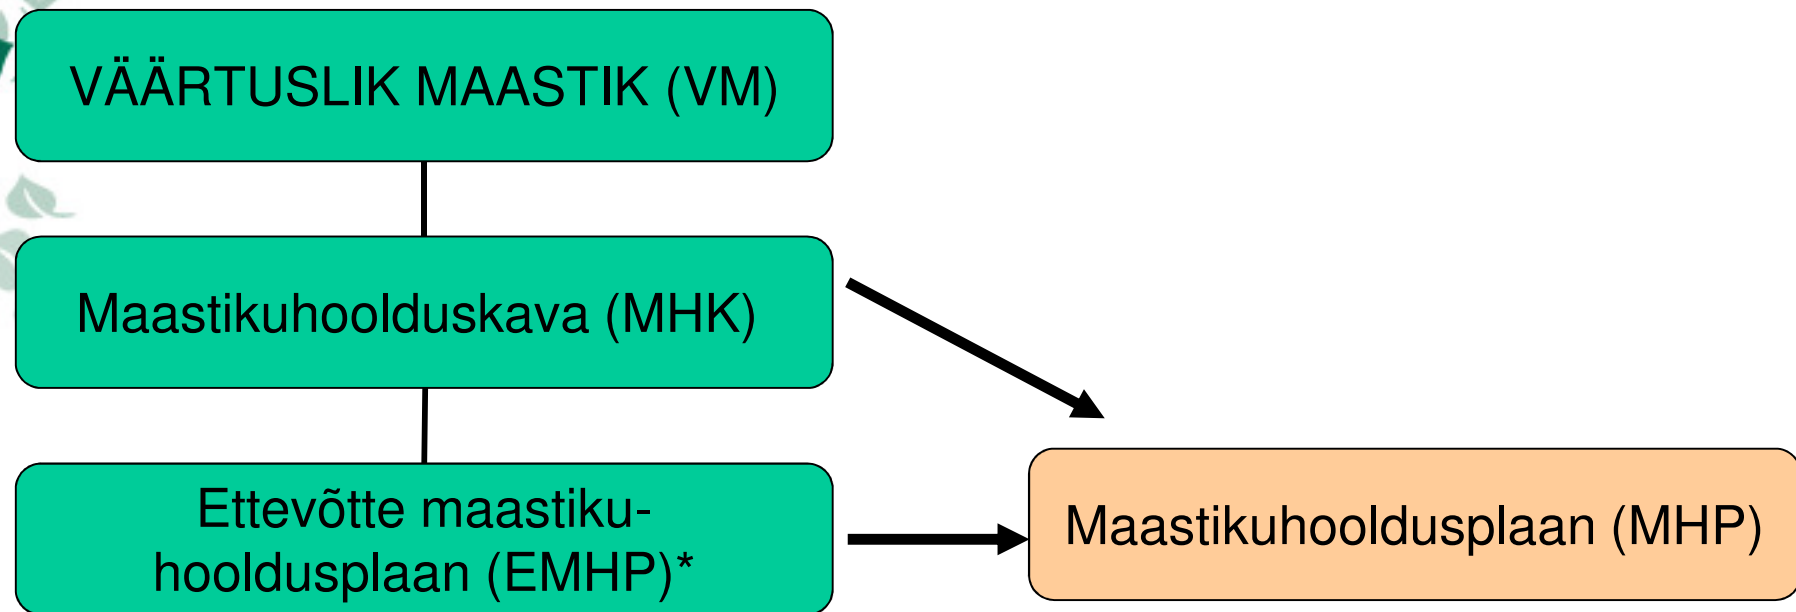 VÄÄRTUSLIK MAASTIK (VM)
Maastikuhoolduskava (MHK)
Ettevõtte maastiku-
hooldusplaan (EMHP)*
Maastikuhooldusplaan (MHP)